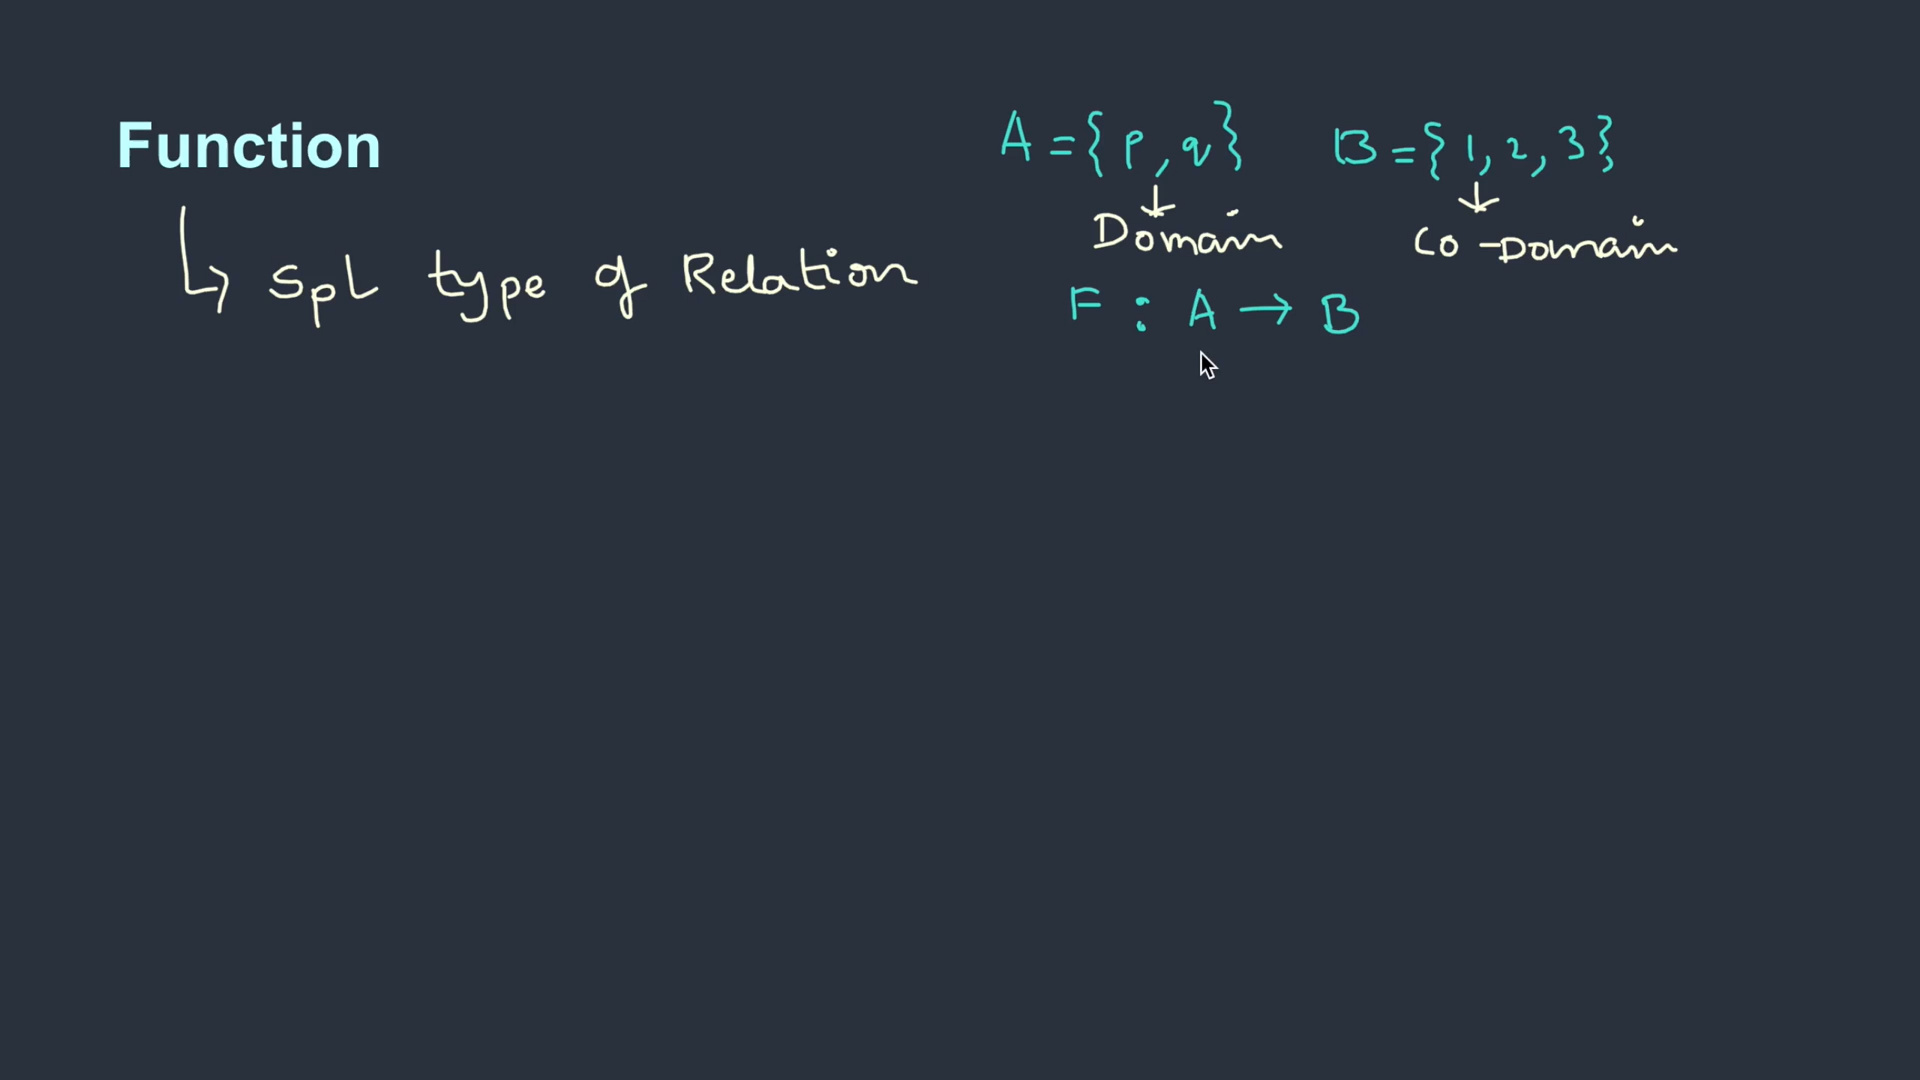 Function
↳ Spl type of Relation
A = {p, q} B = {1, 2, 3}
↓ ↓
Domain Co-Domain
F : A → B